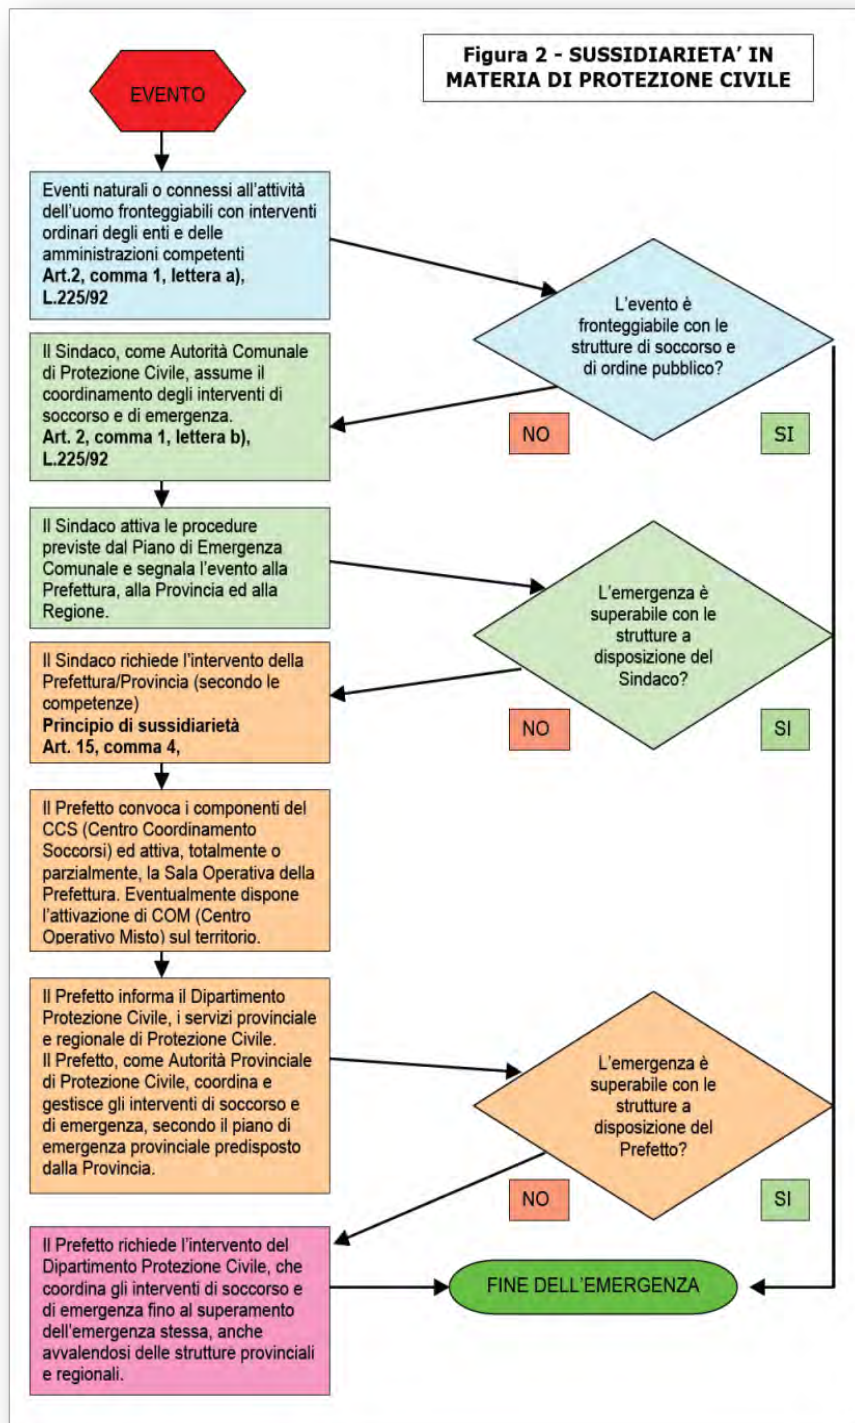 Figura 2 - SUSSIDIARIETA' IN
MATERIA DI PROTEZIONE CIVILE
EVENTO
Eventi naturali o connessi all'attività
dell'uomo fronteggiabili con interventi
ordinari degli enti e delle
amministrazioni competenti
Art.2, comma 1, lettera a),
L.225/92
L'evento è
fronteggiabile con le
strutture di soccorso e
di ordine pubblico?
NO
SI
Il Sindaco, come Autorità Comunale
di Protezione Civile, assume il
coordinamento degli interventi di
soccorso e di emergenza.
Art. 2, comma 1, lettera b),
L.225/92
Il Sindaco attiva le procedure
previste dal Piano di Emergenza
Comunale e segnala l'evento alla
Prefettura, alla Provincia ed alla
Regione.
L'emergenza è
superabile con le
strutture a
disposizione del
Sindaco?
NO
SI
Il Sindaco richiede l'intervento della
Prefettura/Provincia (secondo le
competenze)
Principio di sussidiarietà
Art. 15, comma 4,
Il Prefetto convoca i componenti del
CCS (Centro Coordinamento
Soccorsi) ed attiva, totalmente o
parzialmente, la Sala Operativa della
Prefettura. Eventualmente dispone
l'attivazione di COM (Centro
Operativo Misto) sul territorio.
Il Prefetto informa il Dipartimento
Protezione Civile, i servizi provinciale
e regionale di Protezione Civile.
Il Prefetto, come Autorità Provinciale
di Protezione Civile, coordina e
gestisce gli interventi di soccorso e
di emergenza, secondo il piano di
emergenza provinciale predisposto
dalla Provincia.
L'emergenza è
superabile con le
strutture a
disposizione del
Prefetto?
NO
SI
Il Prefetto richiede l'intervento del
Dipartimento Protezione Civile, che
coordina gli interventi di soccorso e
di emergenza fino al superamento
dell'emergenza stessa, anche
avvalendosi delle strutture provinciali
e regionali.
FINE DELL'EMERGENZA